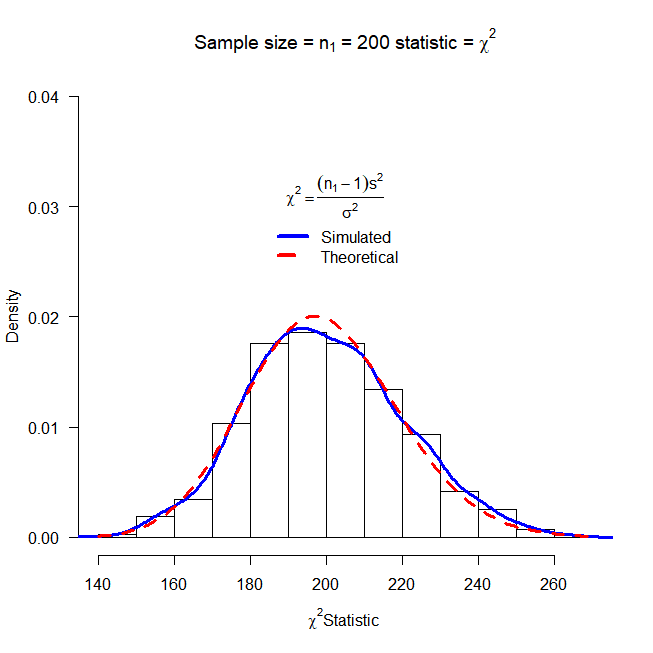 Sample size = n₁ = 200 statistic = χ²
0.04
0.03
0.02
0.01
0.00
Density
χ² = (n₁ − 1)s² / σ²
Simulated
Theoretical
140 160 180 200 220 240 260
χ²Statistic